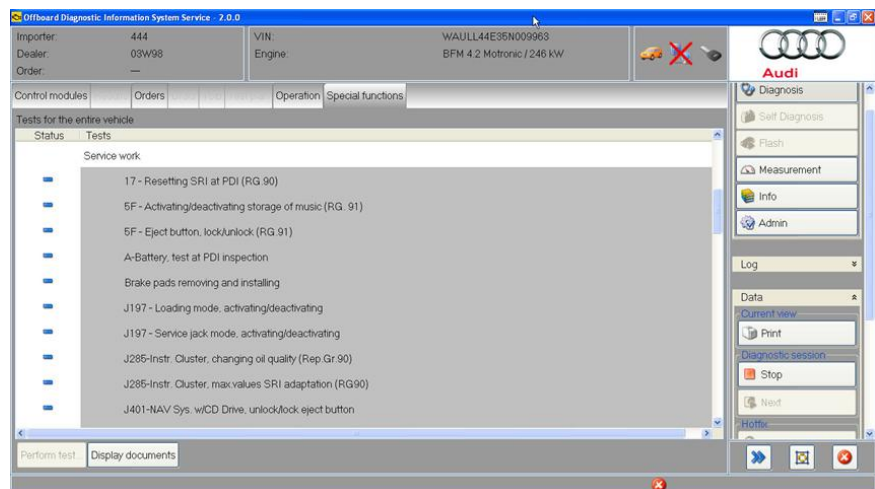 Offboard Diagnostic Information System Service - 2.0.0
Importer: 444
Dealer: 03W98
Order: —
VIN: WAULL44E35N009963
Engine: BFM 4.2 Motronic / 246 kW
Audi
Control modules Orders Operation Special functions
Tests for the entire vehicle
Status Tests
Service work
17 - Resetting SRI at PDI (RG.90)
5F - Activating/deactivating storage of music (RG. 91)
5F - Eject button, lock/unlock (RG.91)
A-Battery, test at PDI inspection
Brake pads removing and installing
J197 - Loading mode, activating/deactivating
J197 - Service jack mode, activating/deactivating
J285-Instr. Cluster, changing oil quality (Rep.Gr.90)
J285-Instr. Cluster, max.values SRI adaptation (RG90)
J401-NAV Sys. w/CD Drive, unlock/lock eject button
Perform test... Display documents
Diagnosis
Self Diagnosis
Flash
Measurement
Info
Admin
Log
Data
Current view
Print
Diagnostic session
Stop
Next
Hotfix